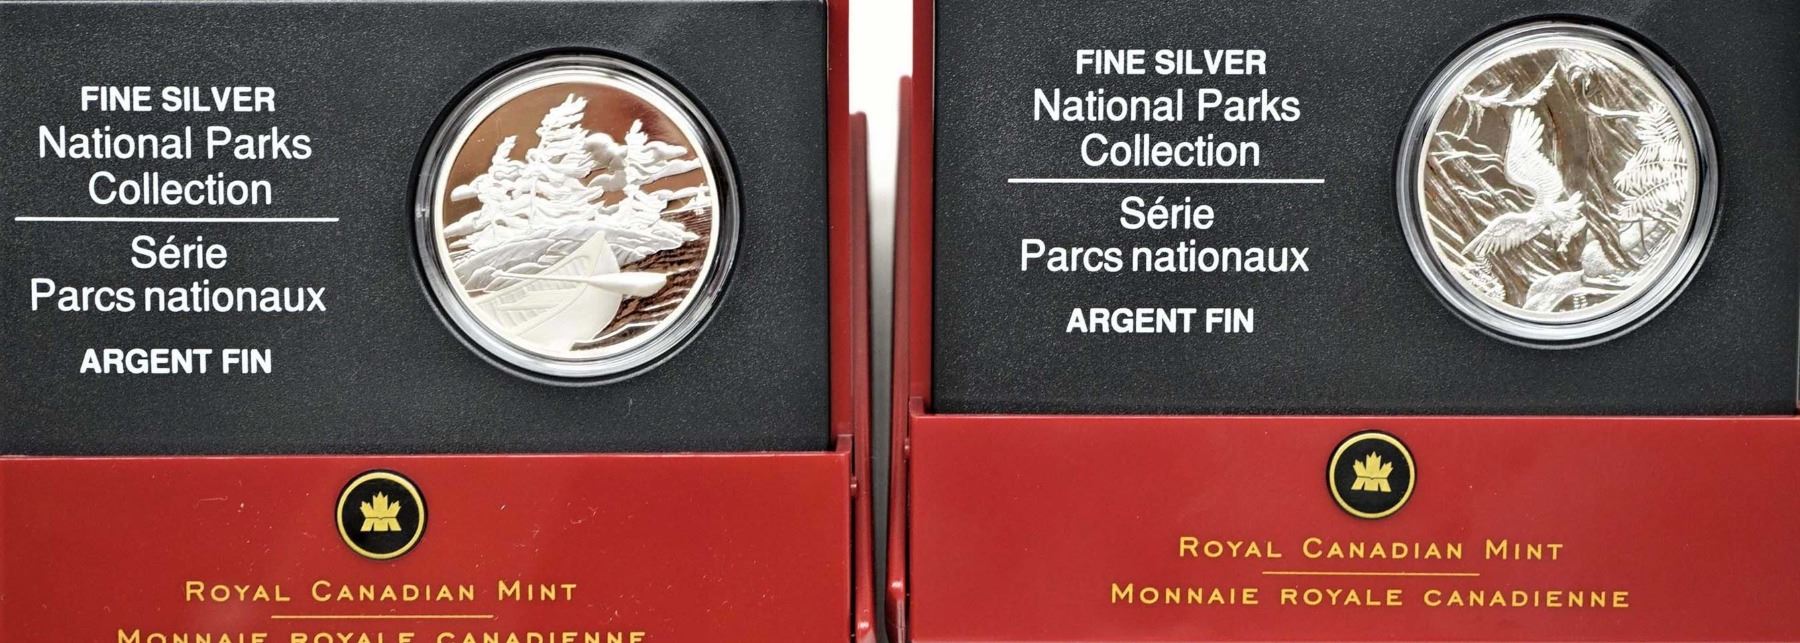 FINE SILVER
National Parks
Collection
Série
Parcs nationaux
ARGENT FIN
ROYAL CANADIAN MINT
MONNAIE ROYALE CANADIENNE
FINE SILVER
National Parks
Collection
Série
Parcs nationaux
ARGENT FIN
ROYAL CANADIAN MINT
MONNAIE ROYALE CANADIENNE